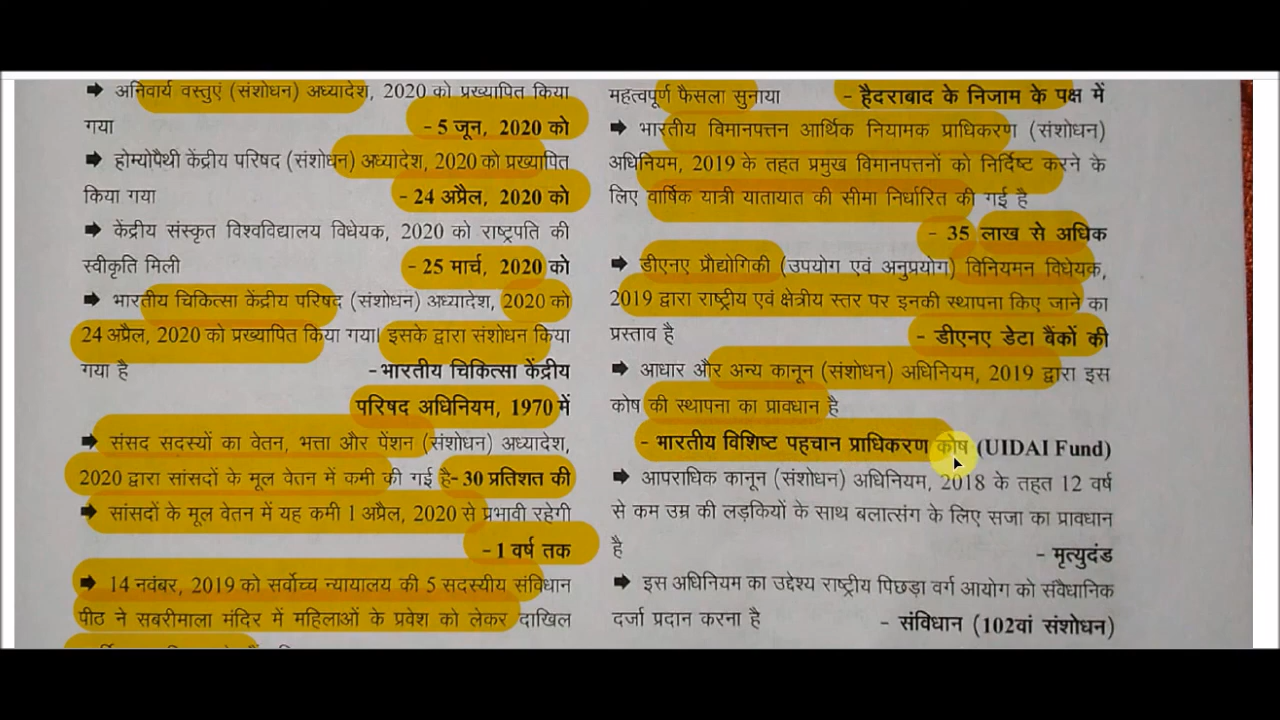 ➡ अनिवार्य वस्तुएं (संशोधन) अध्यादेश, 2020 को प्रख्यापित किया
गया - 5 जून, 2020 को
➡ होम्योपैथी केंद्रीय परिषद (संशोधन) अध्यादेश, 2020 को प्रख्यापित
किया गया - 24 अप्रैल, 2020 को
➡ केंद्रीय संस्कृत विश्वविद्यालय विधेयक, 2020 को राष्ट्रपति की
स्वीकृति मिली - 25 मार्च, 2020 को
➡ भारतीय चिकित्सा केंद्रीय परिषद (संशोधन) अध्यादेश, 2020 को
24 अप्रैल, 2020 को प्रख्यापित किया गया। इसके द्वारा संशोधन किया
गया है -भारतीय चिकित्सा केंद्रीय
परिषद अधिनियम, 1970 में
➡ संसद सदस्यों का वेतन, भत्ता और पेंशन (संशोधन) अध्यादेश,
2020 द्वारा सांसदों के मूल वेतन में कमी की गई है- 30 प्रतिशत की
➡ सांसदों के मूल वेतन में यह कमी 1 अप्रैल, 2020 से प्रभावी रहेगी
- 1 वर्ष तक
➡ 14 नवंबर, 2019 को सर्वोच्च न्यायालय की 5 सदस्यीय संविधान
पीठ ने सबरीमाला मंदिर में महिलाओं के प्रवेश को लेकर दाखिल
महत्वपूर्ण फैसला सुनाया - हैदराबाद के निजाम के पक्ष में
➡ भारतीय विमानपत्तन आर्थिक नियामक प्राधिकरण (संशोधन)
अधिनियम, 2019 के तहत प्रमुख विमानपत्तनों को निर्दिष्ट करने के
लिए वार्षिक यात्री यातायात की सीमा निर्धारित की गई है
- 35 लाख से अधिक
➡ डीएनए प्रौद्योगिकी (उपयोग एवं अनुप्रयोग) विनियमन विधेयक,
2019 द्वारा राष्ट्रीय एवं क्षेत्रीय स्तर पर इनकी स्थापना किए जाने का
प्रस्ताव है - डीएनए डेटा बैंकों की
➡ आधार और अन्य कानून (संशोधन) अधिनियम, 2019 द्वारा इस
कोष की स्थापना का प्रावधान है
- भारतीय विशिष्ट पहचान प्राधिकरण कोष (UIDAI Fund)
➡ आपराधिक कानून (संशोधन) अधिनियम, 2018 के तहत 12 वर्ष
से कम उम्र की लड़कियों के साथ बलात्संग के लिए सजा का प्रावधान
है - मृत्युदंड
➡ इस अधिनियम का उद्देश्य राष्ट्रीय पिछड़ा वर्ग आयोग को संवैधानिक
दर्जा प्रदान करना है - संविधान (102वां संशोधन)